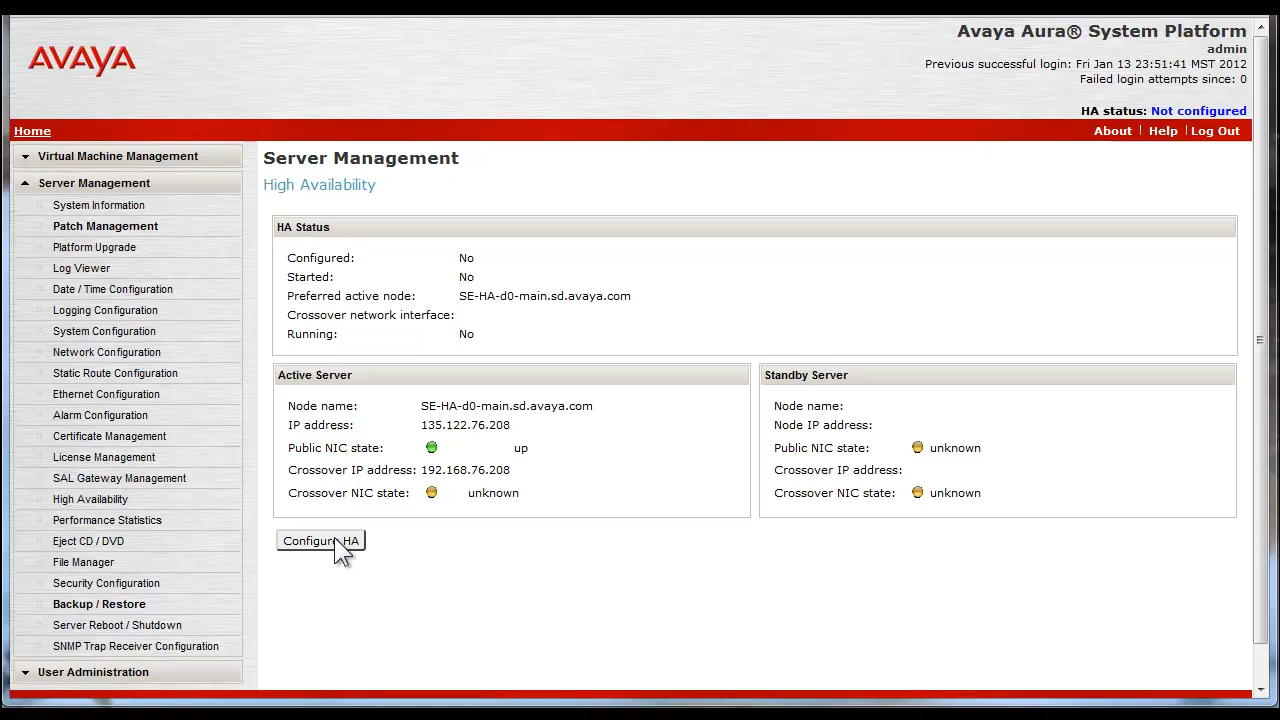 AVAYA
Avaya Aura® System Platform
admin
Previous successful login: Fri Jan 13 23:51:41 MST 2012
Failed login attempts since: 0
HA status: Not configured
Home
About | Help | Log Out
Virtual Machine Management
Server Management
System Information
Patch Management
Platform Upgrade
Log Viewer
Date / Time Configuration
Logging Configuration
System Configuration
Network Configuration
Static Route Configuration
Ethernet Configuration
Alarm Configuration
Certificate Management
License Management
SAL Gateway Management
High Availability
Performance Statistics
Eject CD / DVD
File Manager
Security Configuration
Backup / Restore
Server Reboot / Shutdown
SNMP Trap Receiver Configuration
User Administration
Server Management
High Availability
HA Status
Configured: No
Started: No
Preferred active node: SE-HA-d0-main.sd.avaya.com
Crossover network interface:
Running: No
Active Server
Node name: SE-HA-d0-main.sd.avaya.com
IP address: 135.122.76.208
Public NIC state: up
Crossover IP address: 192.168.76.208
Crossover NIC state: unknown
Standby Server
Node name:
Node IP address:
Public NIC state: unknown
Crossover IP address:
Crossover NIC state: unknown
Configure HA